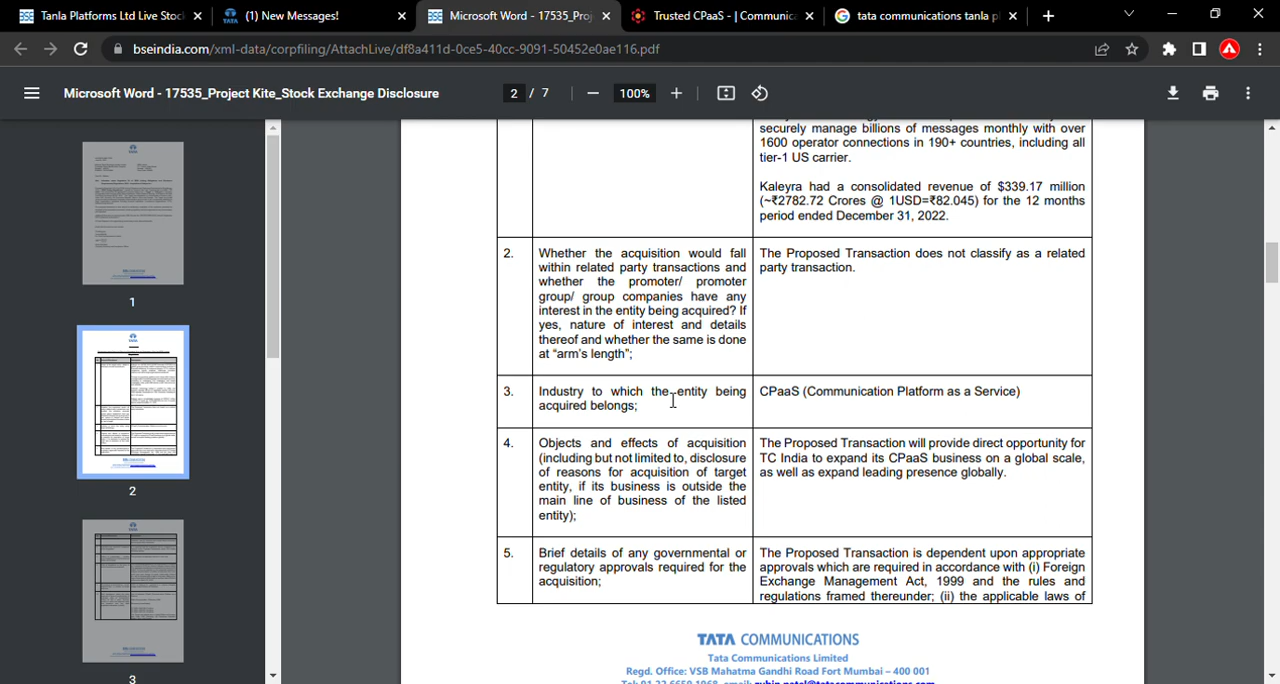 Tanla Platforms Ltd Live Stoc
(1) New Messages!
Microsoft Word - 17535_Proj
Trusted CPaaS - | Communica
tata communications tanla p
bseindia.com/xml-data/corpfiling/AttachLive/df8a411d-0ce5-40cc-9091-50452e0ae116.pdf
Microsoft Word - 17535_Project Kite_Stock Exchange Disclosure
2 / 7
100%
1
2
3
securely manage billions of messages monthly with over
1600 operator connections in 190+ countries, including all
tier-1 US carrier.
Kaleyra had a consolidated revenue of $339.17 million
(~₹2782.72 Crores @ 1USD=₹82.045) for the 12 months
period ended December 31, 2022.
2.
Whether the acquisition would fall
within related party transactions and
whether the promoter/ promoter
group/ group companies have any
interest in the entity being acquired? If
yes, nature of interest and details
thereof and whether the same is done
at “arm’s length”;
The Proposed Transaction does not classify as a related
party transaction.
3.
Industry to which the entity being
acquired belongs;
CPaaS (Communication Platform as a Service)
4.
Objects and effects of acquisition
(including but not limited to, disclosure
of reasons for acquisition of target
entity, if its business is outside the
main line of business of the listed
entity);
The Proposed Transaction will provide direct opportunity for
TC India to expand its CPaaS business on a global scale,
as well as expand leading presence globally.
5.
Brief details of any governmental or
regulatory approvals required for the
acquisition;
The Proposed Transaction is dependent upon appropriate
approvals which are required in accordance with (i) Foreign
Exchange Management Act, 1999 and the rules and
regulations framed thereunder; (ii) the applicable laws of
TATA COMMUNICATIONS
Tata Communications Limited
Regd. Office: VSB Mahatma Gandhi Road Fort Mumbai – 400 001